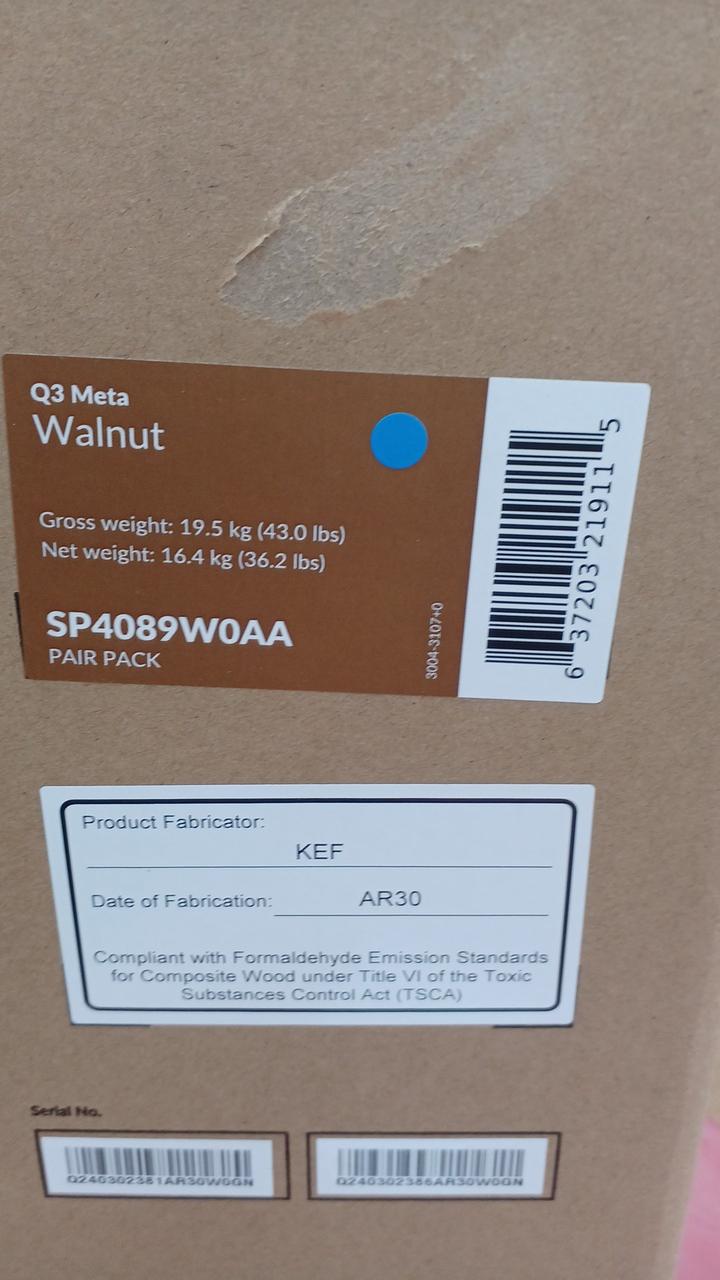 Q3 Meta
Walnut
Gross weight: 19.5 kg (43.0 lbs)
Net weight: 16.4 kg (36.2 lbs)
SP4089W0AA
PAIR PACK
3004-3107+0
6 37203 21911 5
Product Fabricator:
KEF
Date of Fabrication: AR30
Compliant with Formaldehyde Emission Standards
for Composite Wood under Title VI of the Toxic
Substances Control Act (TSCA)
Serial No.
Q240302381AR30W0GN
Q240302386AR30W0GN